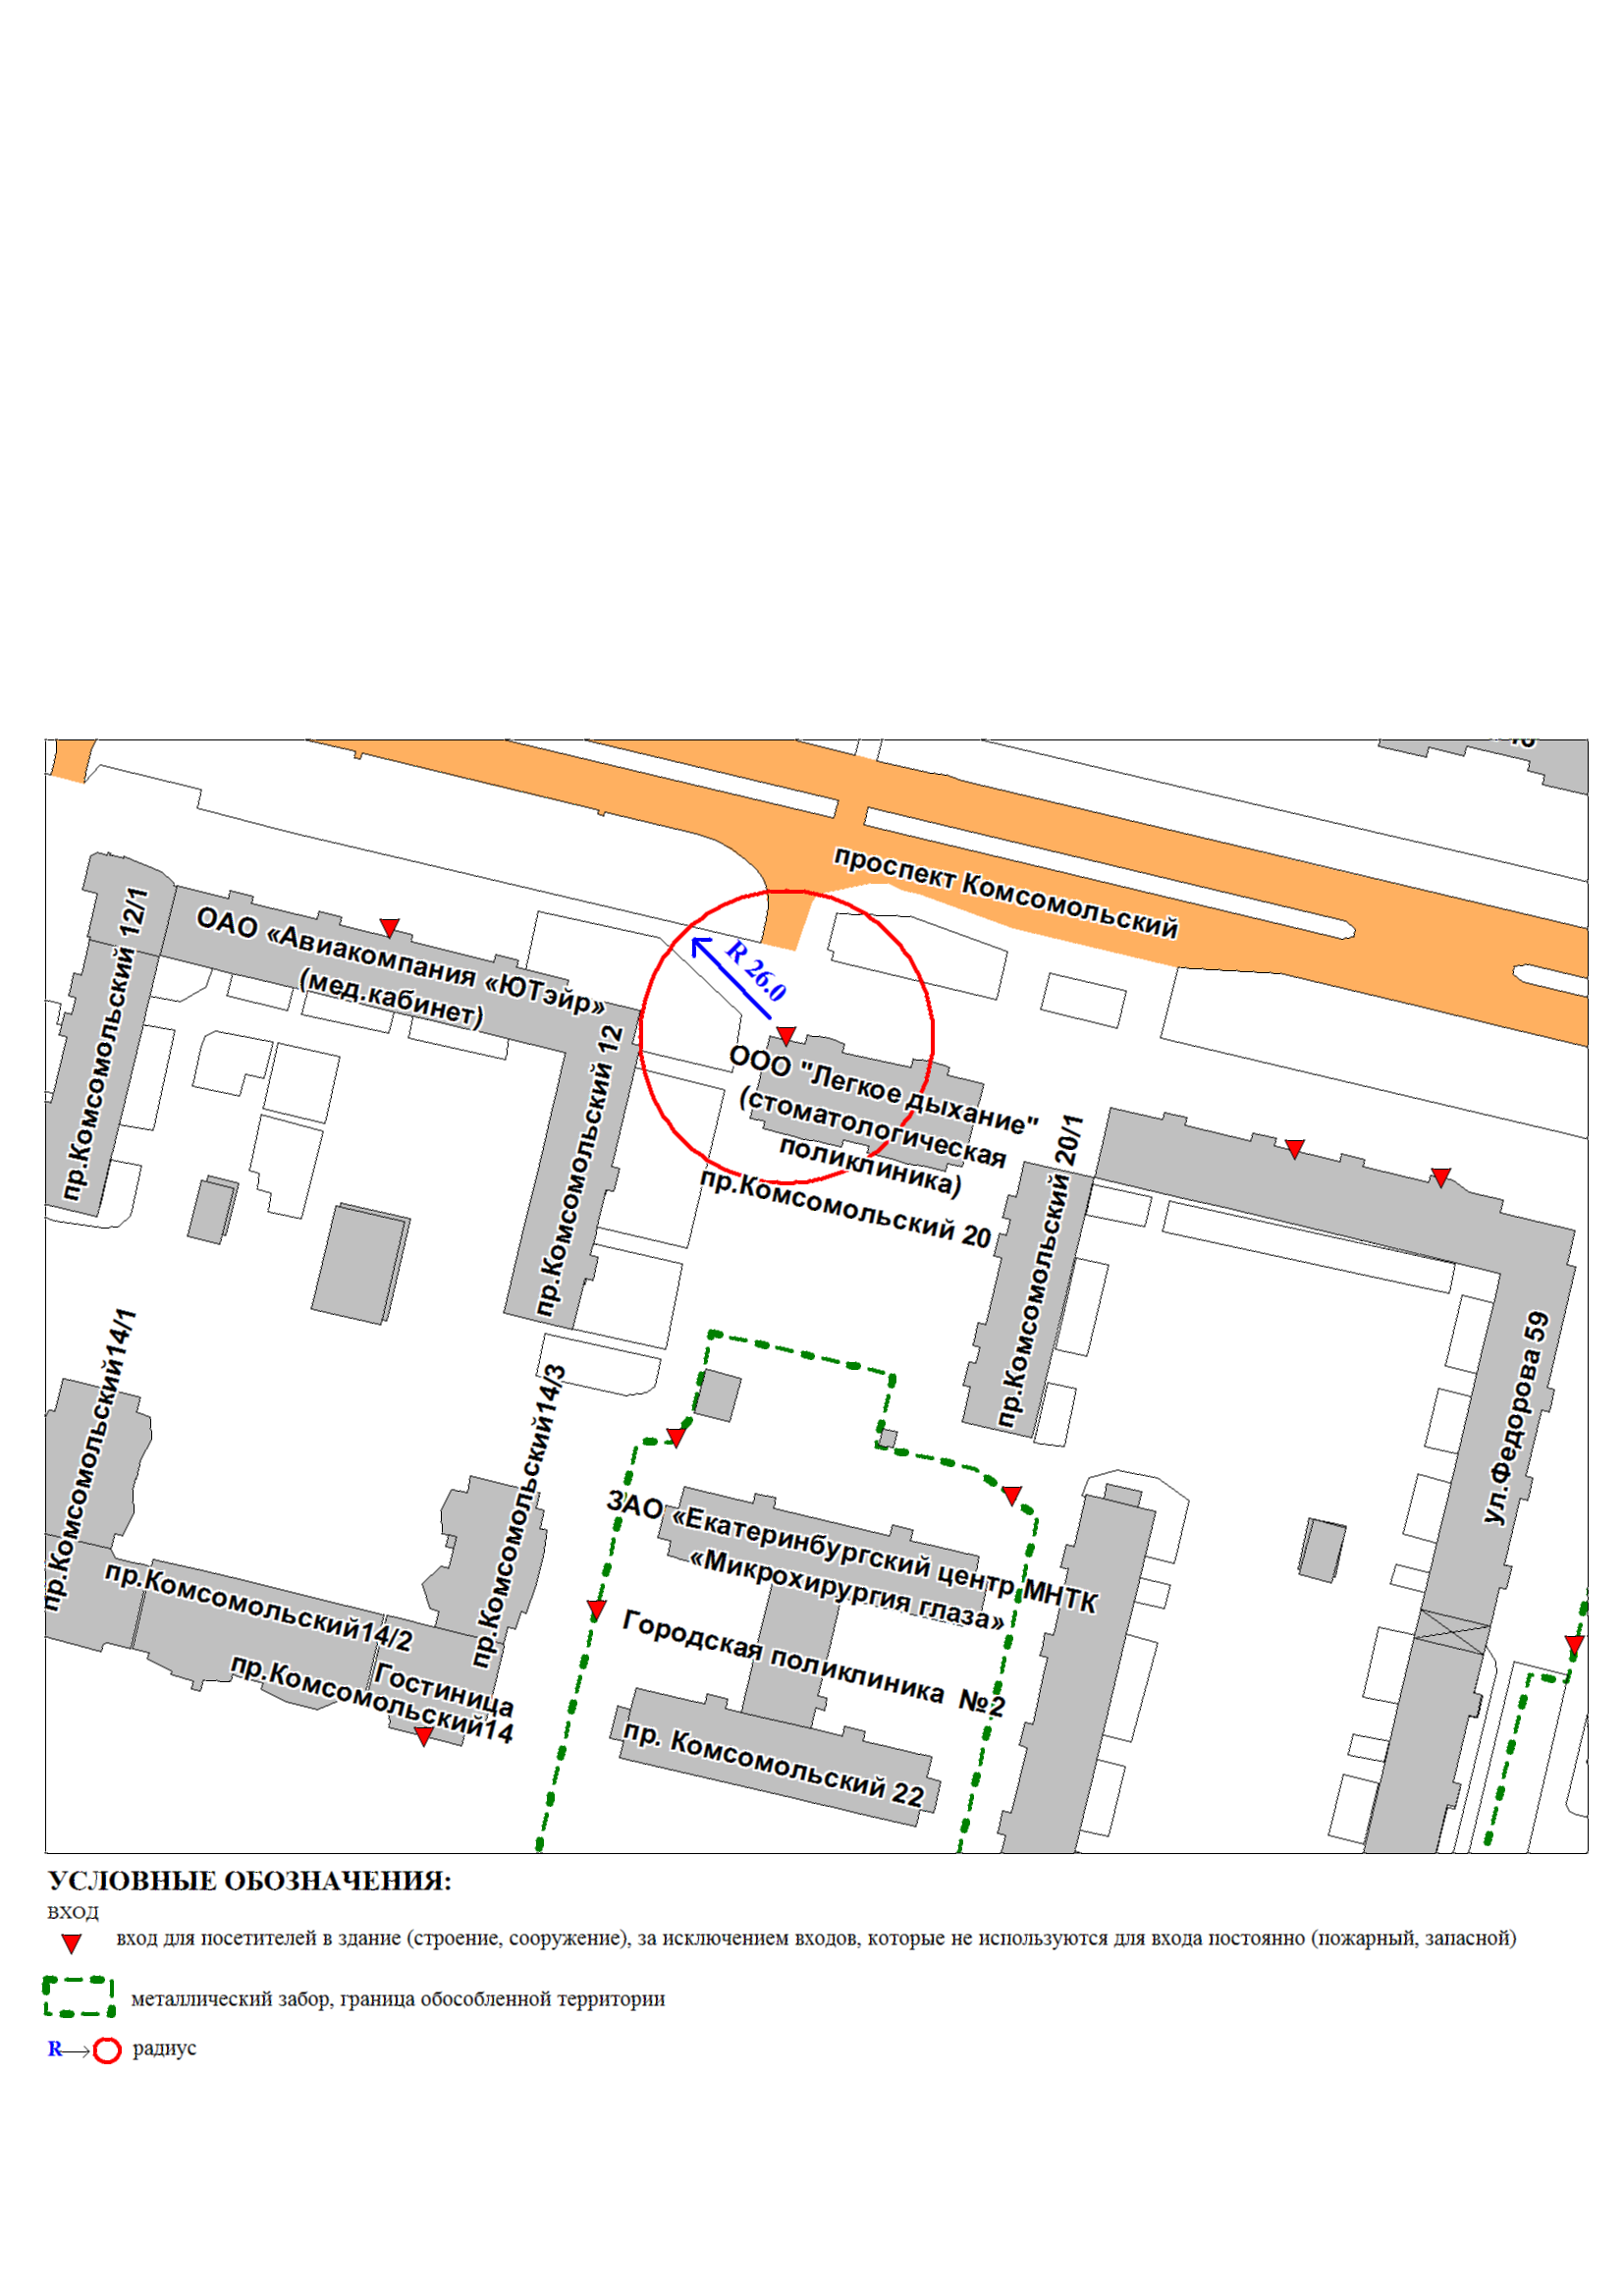 проспект Комсомольский
пр.Комсомольский 12/1
ОАО «Авиакомпания «ЮТэйр»
(мед.кабинет)
пр.Комсомольский 12
R 26.0
ООО "Легкое дыхание"
(стоматологическая
поликлиника)
пр.Комсомольский 20
пр.Комсомольский 20/1
ул.Федорова 59
пр.Комсомольский14/1
пр.Комсомольский14/3
пр.Комсомольский14/2
Гостиница
пр.Комсомольский14
ЗАО «Екатеринбургский центр МНТК
«Микрохирургия глаза»
Городская поликлиника №2
пр. Комсомольский 22
УСЛОВНЫЕ ОБОЗНАЧЕНИЯ:
ВХОД
вход для посетителей в здание (строение, сооружение), за исключением входов, которые не используются для входа постоянно (пожарный, запасной)
металлический забор, граница обособленной территории
R радиус